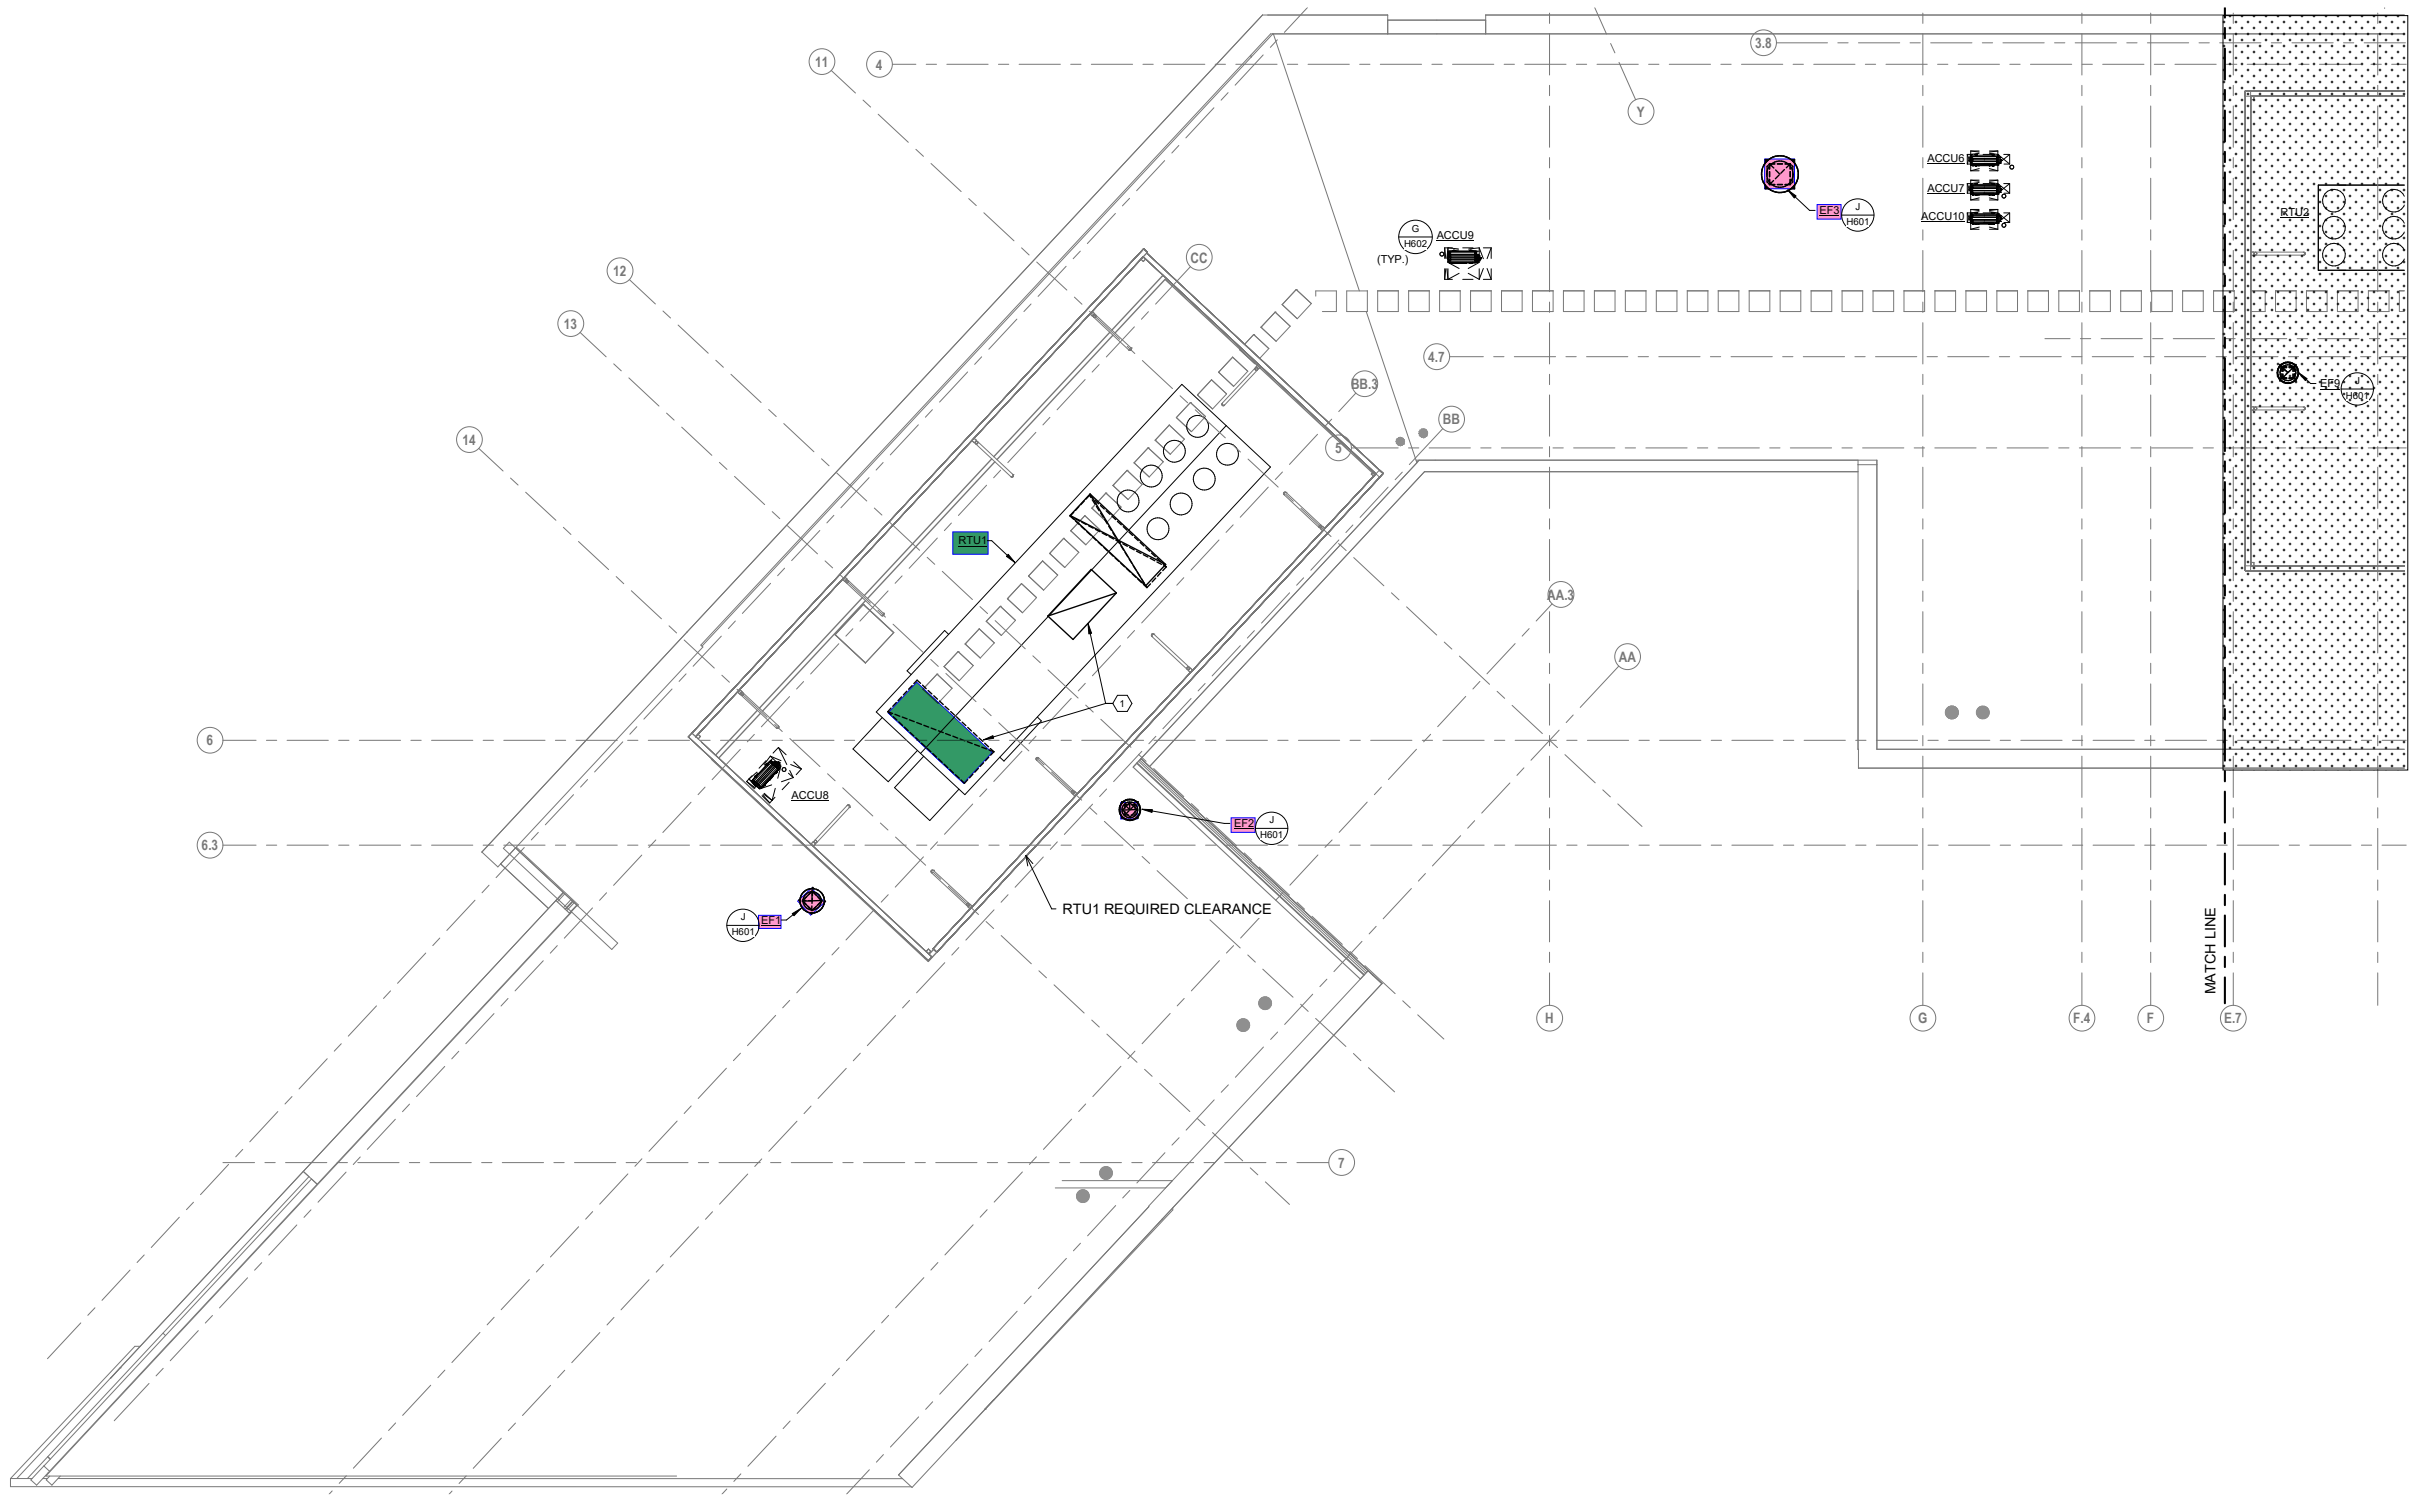 3.8
11
4
Y
ACCU6
ACCU7
ACCU10
EF3
J
H601
RTU2
G
H602
ACCU9
(TYP.)
CC
12
13
4.7
BB.3
EF9
J
H601
BB
14
5
RTU1
AA.3
AA
1
6
ACCU8
EF2
J
H601
6.3
RTU1 REQUIRED CLEARANCE
J
H601
EF1
MATCH LINE
H
G
F.4
F
E.7
7